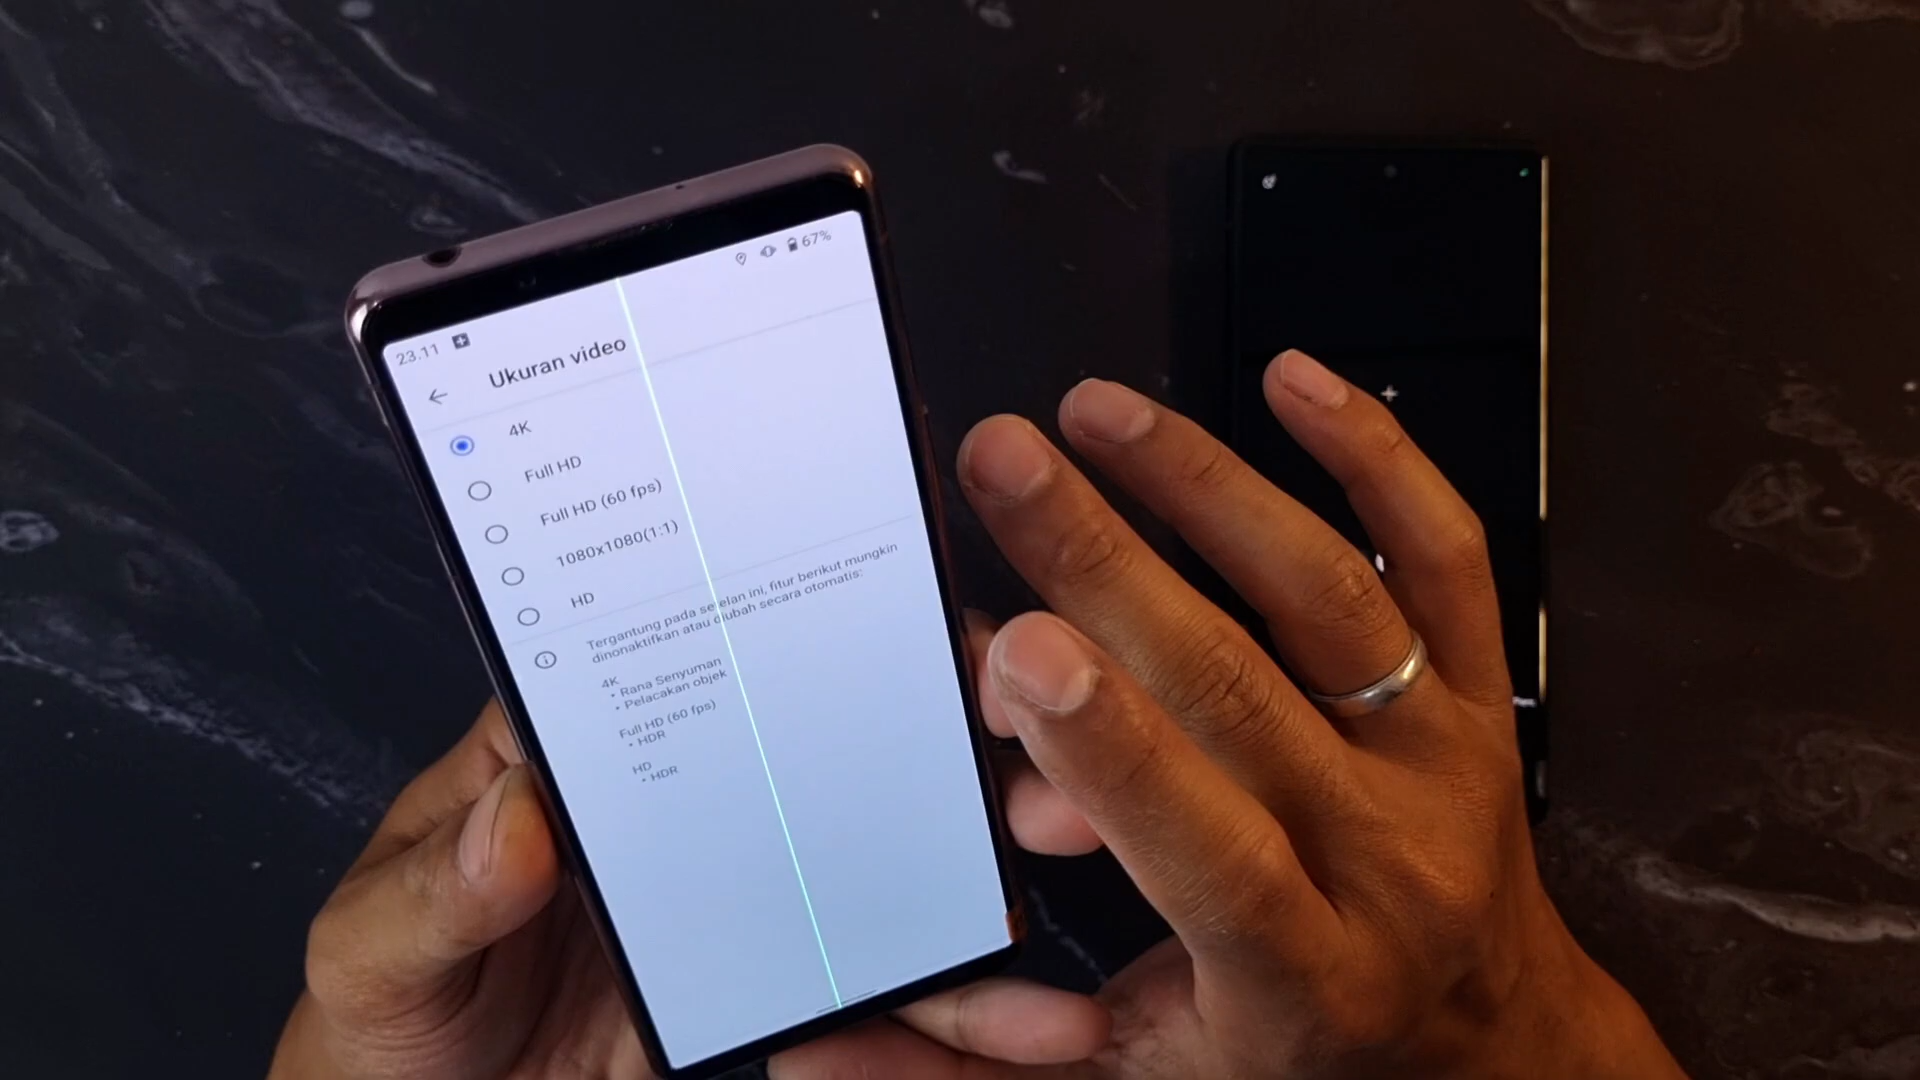 23.11
67%
Ukuran video
4K
Full HD
Full HD (60 fps)
1080x1080(1:1)
HD
Tergantung pada setelan ini, fitur berikut mungkin
dinonaktifkan atau diubah secara otomatis:
4K
• Rana Senyuman
• Pelacakan objek
Full HD (60 fps)
• HDR
HD
• HDR